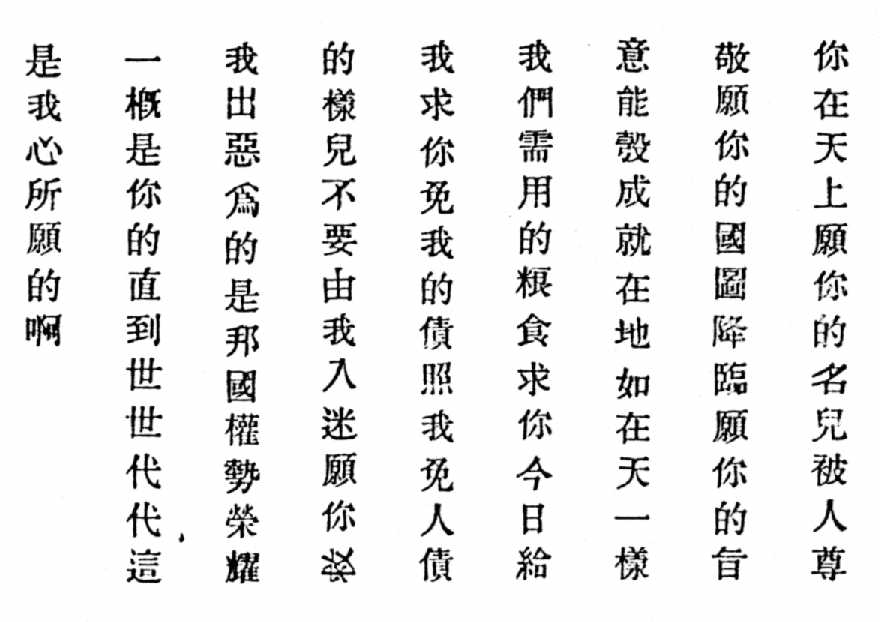 你在天上願你的名兒被人尊
敬願你的國圖降臨願你的旨
意能彀成就在地如在天一樣
我們需用的粮食求你今日給
我求你免我的債照我免人債
的樣兒不要由我入迷願你救
我出惡爲的是邦國權勢榮耀
一概是你的直到世世代代這
是我心所願的啊